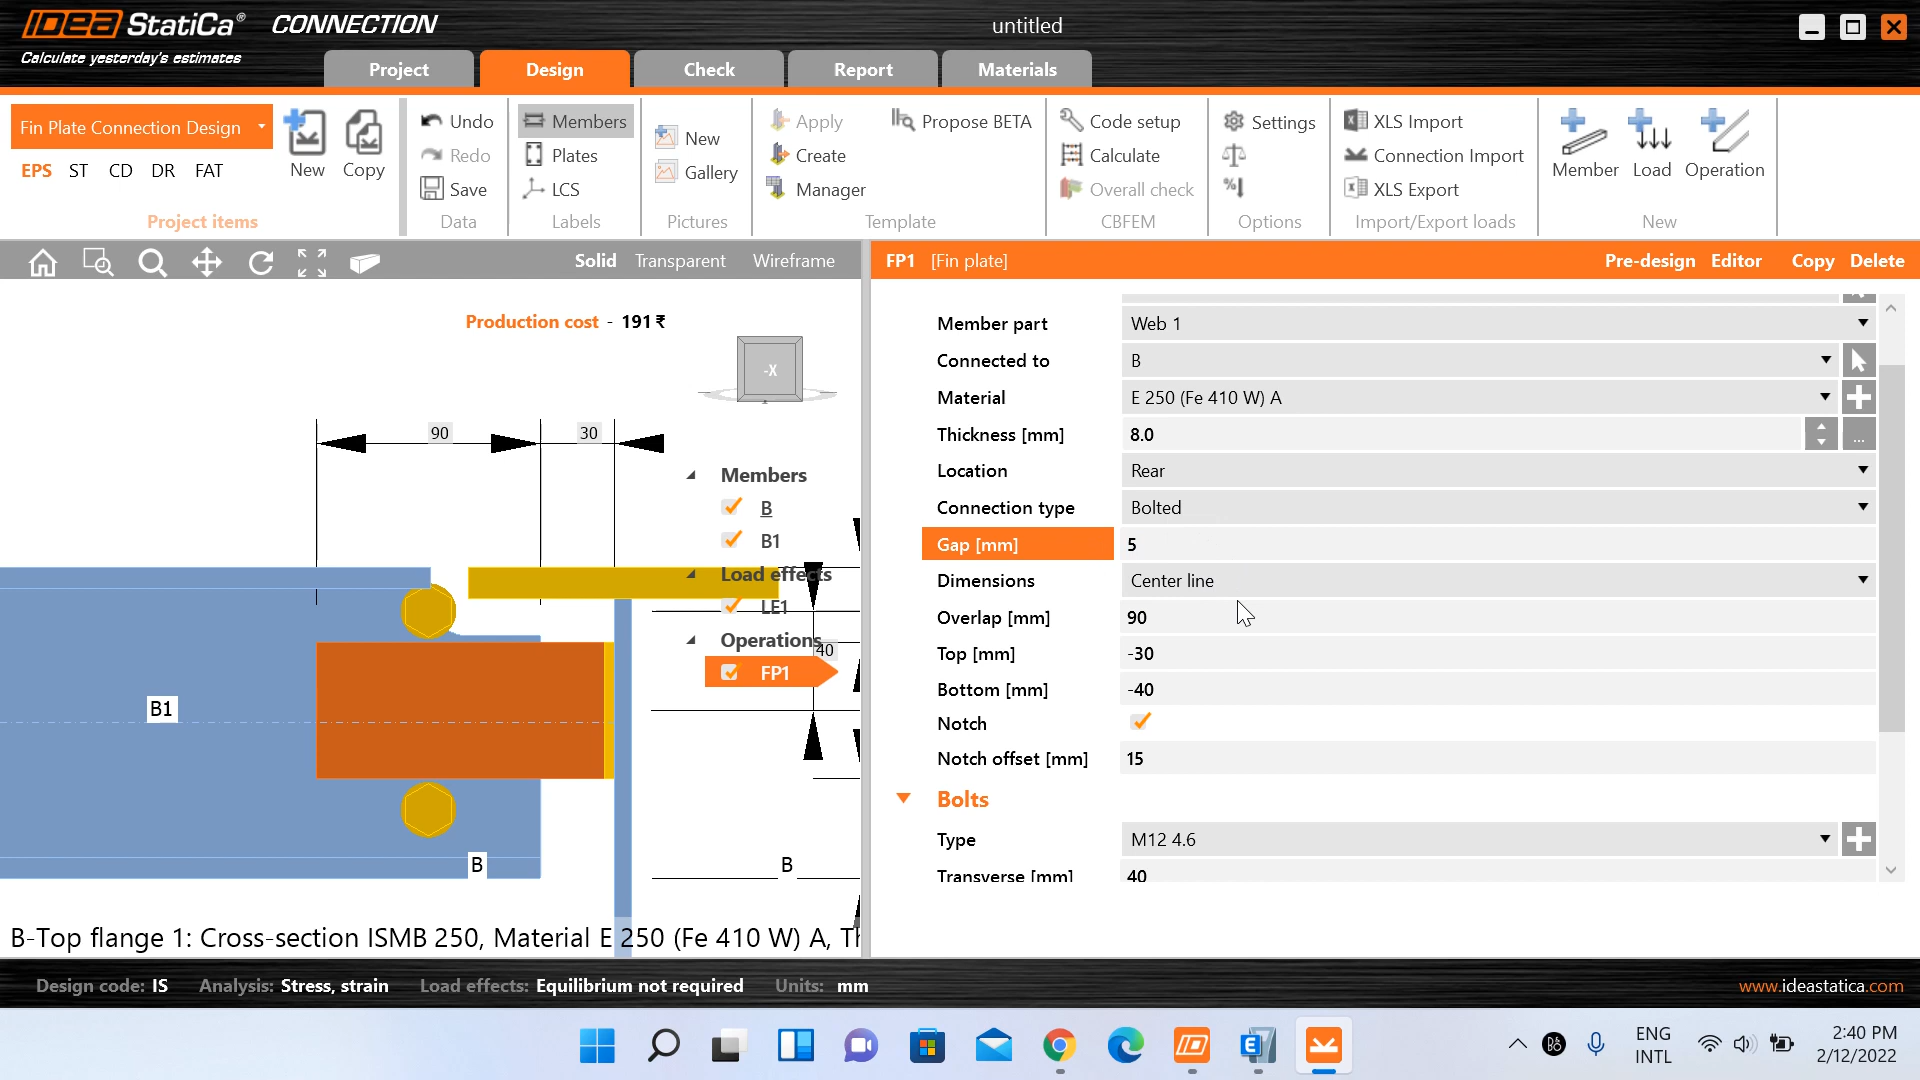 IDEA StatiCa® CONNECTION
untitled
Calculate yesterday's estimates
Project Design Check Report Materials
Fin Plate Connection Design
EPS ST CD DR FAT
New Copy
Project items
Undo
Redo
Save
Data
Members
Plates
LCS
Labels
New
Gallery
Pictures
Apply Propose BETA
Create
Manager
Template
Code setup
Calculate
Overall check
CBFEM
Settings
Options
XLS Import
Connection Import
XLS Export
Import/Export loads
Member Load Operation
New
Solid Transparent Wireframe
FP1 [Fin plate] Pre-design Editor Copy Delete
Production cost - 191 ₹
-X
90 30
Members
B
B1
Load effects
LE1
Operations
40
FP1
B1
B B
B-Top flange 1: Cross-section ISMB 250, Material E 250 (Fe 410 W) A,
Member part Web 1
Connected to B
Material E 250 (Fe 410 W) A
Thickness [mm] 8.0 ...
Location Rear
Connection type Bolted
Gap [mm] 5
Dimensions Center line
Overlap [mm] 90
Top [mm] -30
Bottom [mm] -40
Notch
Notch offset [mm] 15
Bolts
Type M12 4.6
Transverse [mm] 40
Design code: IS Analysis: Stress, strain Load effects: Equilibrium not required Units: mm
www.ideastatica.com
ENG
INTL
2:40 PM
2/12/2022